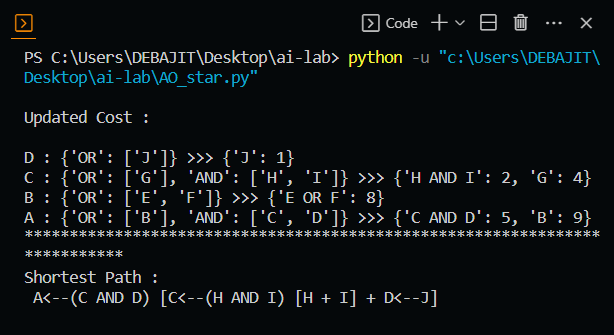 Code
PS C:\Users\DEBAJIT\Desktop\ai-lab> python -u "c:\Users\DEBAJIT\
Desktop\ai-lab\AO_star.py"
Updated Cost :
D : {'OR': ['J']} >>> {'J': 1}
C : {'OR': ['G'], 'AND': ['H', 'I']} >>> {'H AND I': 2, 'G': 4}
B : {'OR': ['E', 'F']} >>> {'E OR F': 8}
A : {'OR': ['B'], 'AND': ['C', 'D']} >>> {'C AND D': 5, 'B': 9}
****************************************************************
***********
Shortest Path :
A<--(C AND D) [C<--(H AND I) [H + I] + D<--J]